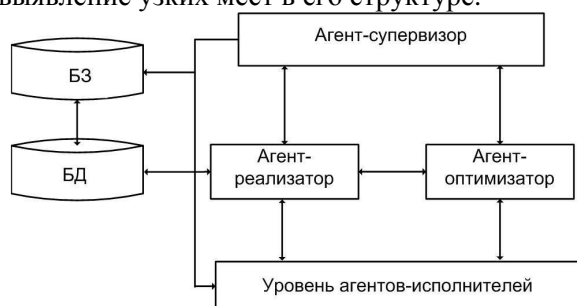 выявление узких мест в его структуре.
Агент-супервизор
БЗ
БД
Агент-
реализатор
Агент-
оптимизатор
Уровень агентов-исполнителей